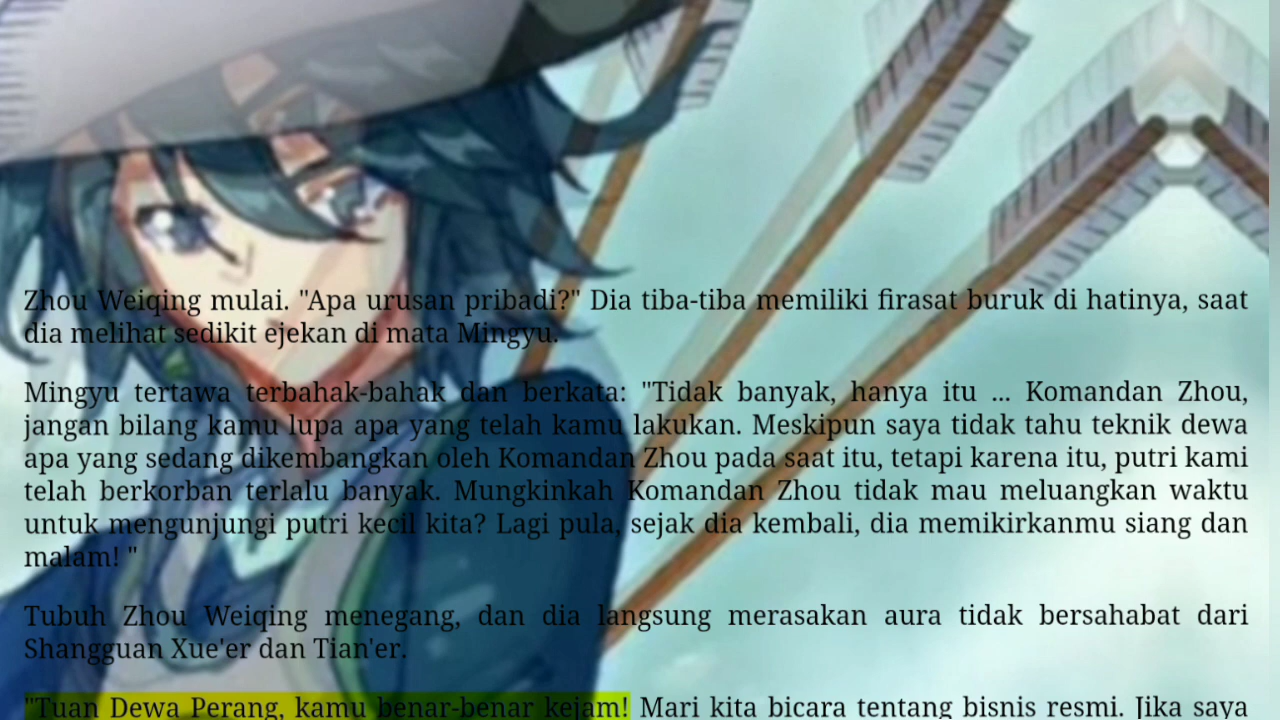 Zhou Weiqing mulai. "Apa urusan pribadi?" Dia tiba-tiba memiliki firasat buruk di hatinya, saat
dia melihat sedikit ejekan di mata Mingyu.
Mingyu tertawa terbahak-bahak dan berkata: "Tidak banyak, hanya itu ... Komandan Zhou,
jangan bilang kamu lupa apa yang telah kamu lakukan. Meskipun saya tidak tahu teknik dewa
apa yang sedang dikembangkan oleh Komandan Zhou pada saat itu, tetapi karena itu, putri kami
telah berkorban terlalu banyak. Mungkinkah Komandan Zhou tidak mau meluangkan waktu
untuk mengunjungi putri kecil kita? Lagi pula, sejak dia kembali, dia memikirkanmu siang dan
malam! "
Tubuh Zhou Weiqing menegang, dan dia langsung merasakan aura tidak bersahabat dari
Shangguan Xue'er dan Tian'er.
"Tuan Dewa Perang, kamu benar-benar kejam! Mari kita bicara tentang bisnis resmi. Jika saya